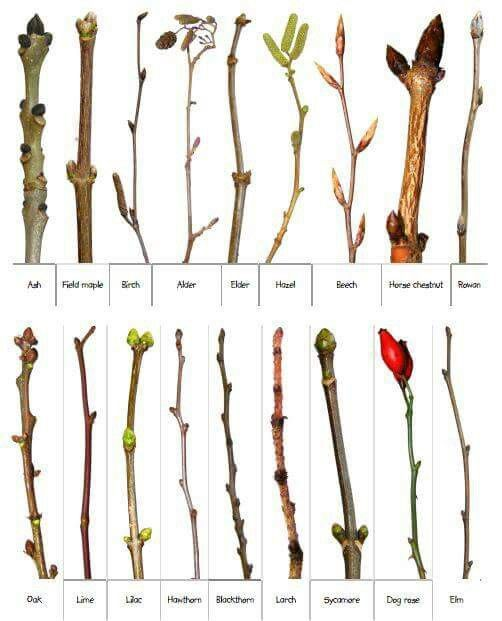 Ash Field maple Birch Alder Elder Hazel Beech Horse chestnut Rowan
Oak Lime Lilac Hawthorn Blackthorn Larch Sycamore Dog rose Elm